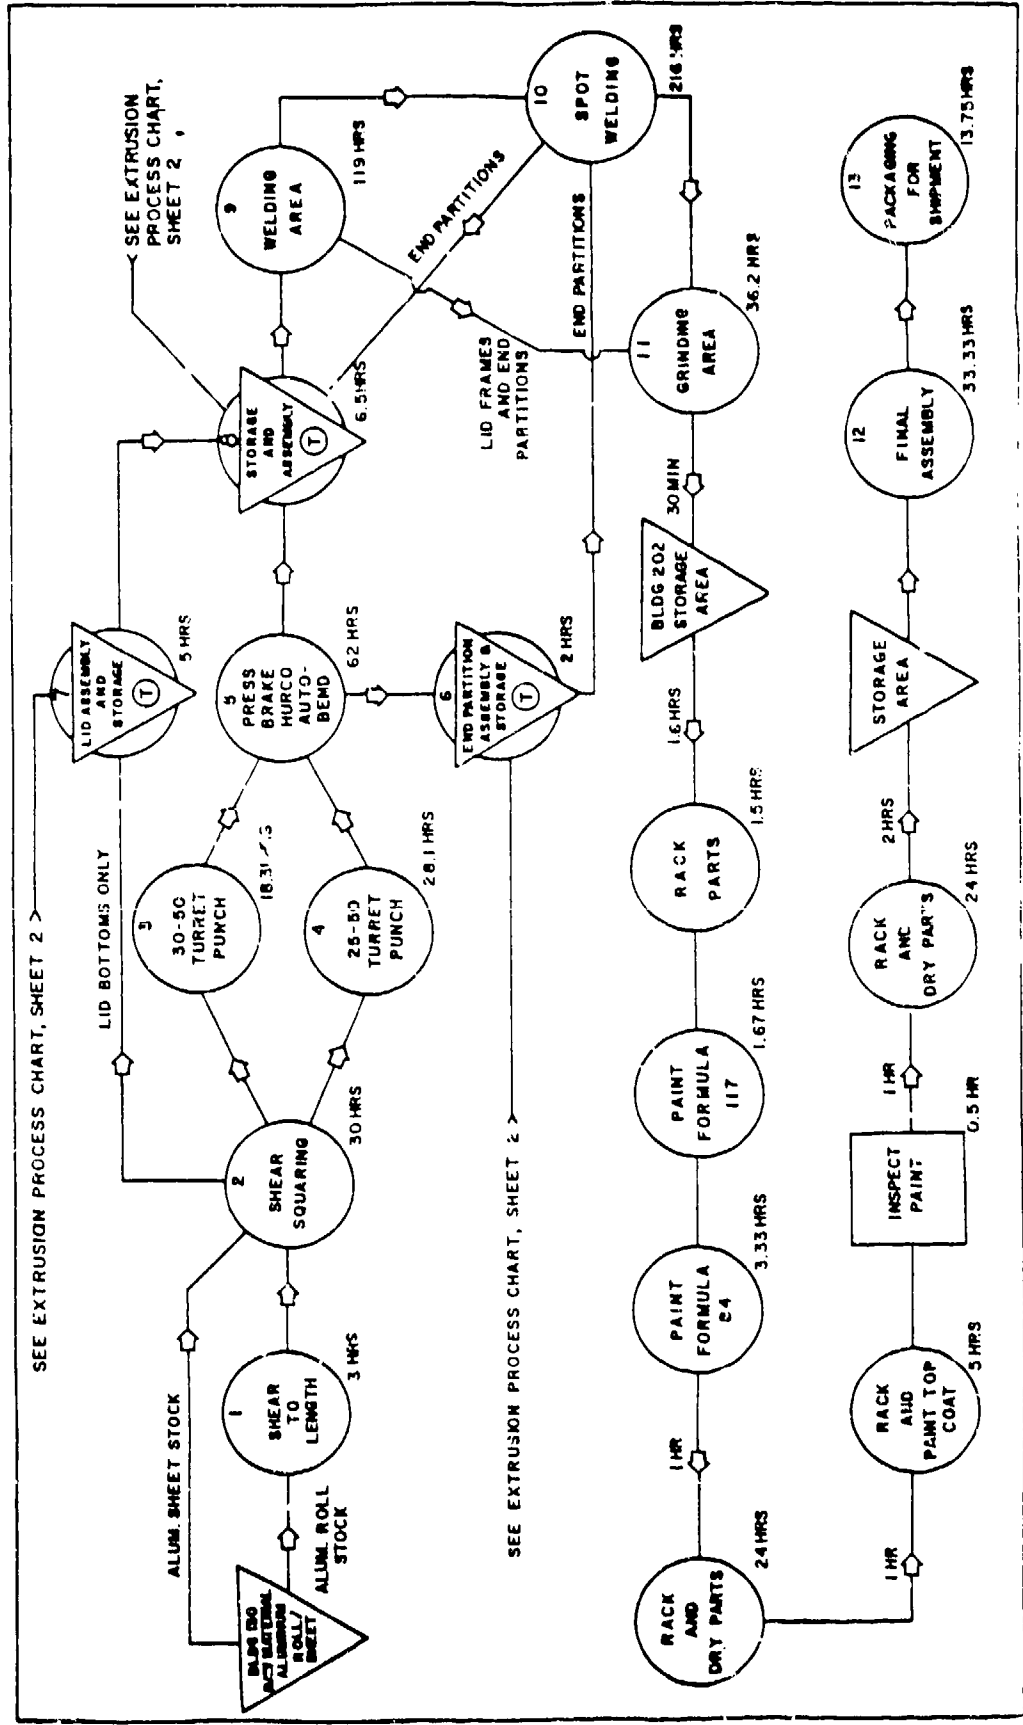 SEE EXTRUSION PROCESS CHART, SHEET 2 >
ALUM. SHEET STOCK
LID BOTTOMS ONLY
7
LID ASSEMBLY
AND
STORAGE
T
5 HRS
< SEE EXTRUSION
PROCESS CHART,
SHEET 2
ROLL/
SHEET
ALUM. ROLL
STOCK
1
SHEAR
TO
LENGTH
3 HRS
2
SHEAR
SQUARING
30 HRS
3
30-50
TURRET
PUNCH
4
25-50
TURRET
PUNCH
28.1 HRS
5
PRESS
BRAKE
HURCO
AUTO-
BEMD
62 HRS
8
STORAGE
AND
ASSEMBLY
T
6.5HRS
9
WELDING
AREA
119 HRS
END PARTITIONS
10
SPOT
WELDING
216 HRS
SEE EXTRUSION PROCESS CHART, SHEET 2 >
6
END PARTITION
ASSEMBLY &
STORAGE
T
2 HRS
END PARTITIONS
LID FRAMES
AND END
PARTITIONS
11
GRINDING
AREA
36.2 HRS
30 MIN
BLDG 202
STORAGE
AREA
1.6HRS
RACK
PARTS
1.5 HRS
PAINT
FORMULA
117
1.67 HRS
PAINT
FORMULA
84
3.33 HRS
1 HR
RACK
AND
DRY PARTS
24 HRS
1 HR
RACK
AND
PAINT TOP
COAT
5 HRS
INSPECT
PAINT
0.5 HR
1 HR
RACK
AND
DRY PARTS
24 HRS
2 HRS
STORAGE
AREA
12
FINAL
ASSEMBLY
33.33 HRS
13
PACKAGING
FOR
SHIPMENT
13.75 HRS